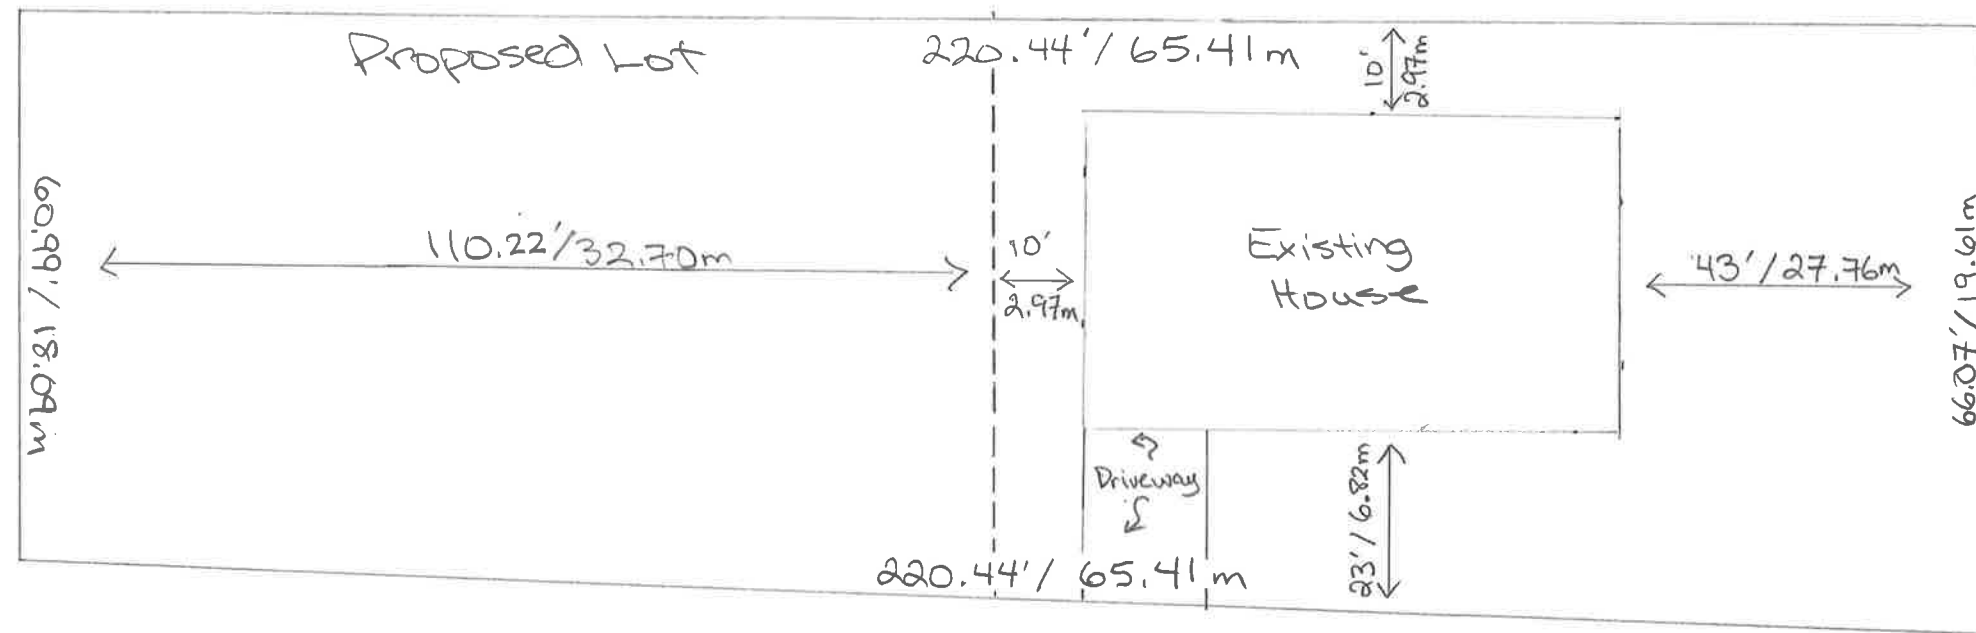 Proposed Lot
220.44'/ 65.41m
10'
2.97m
60.99'/ 18.09m
110.22'/32.70m
10'
2.97m
Existing
House
43'/27.76m
66.07'/19.61m
Driveway
23'/6.82m
220.44'/ 65.41m